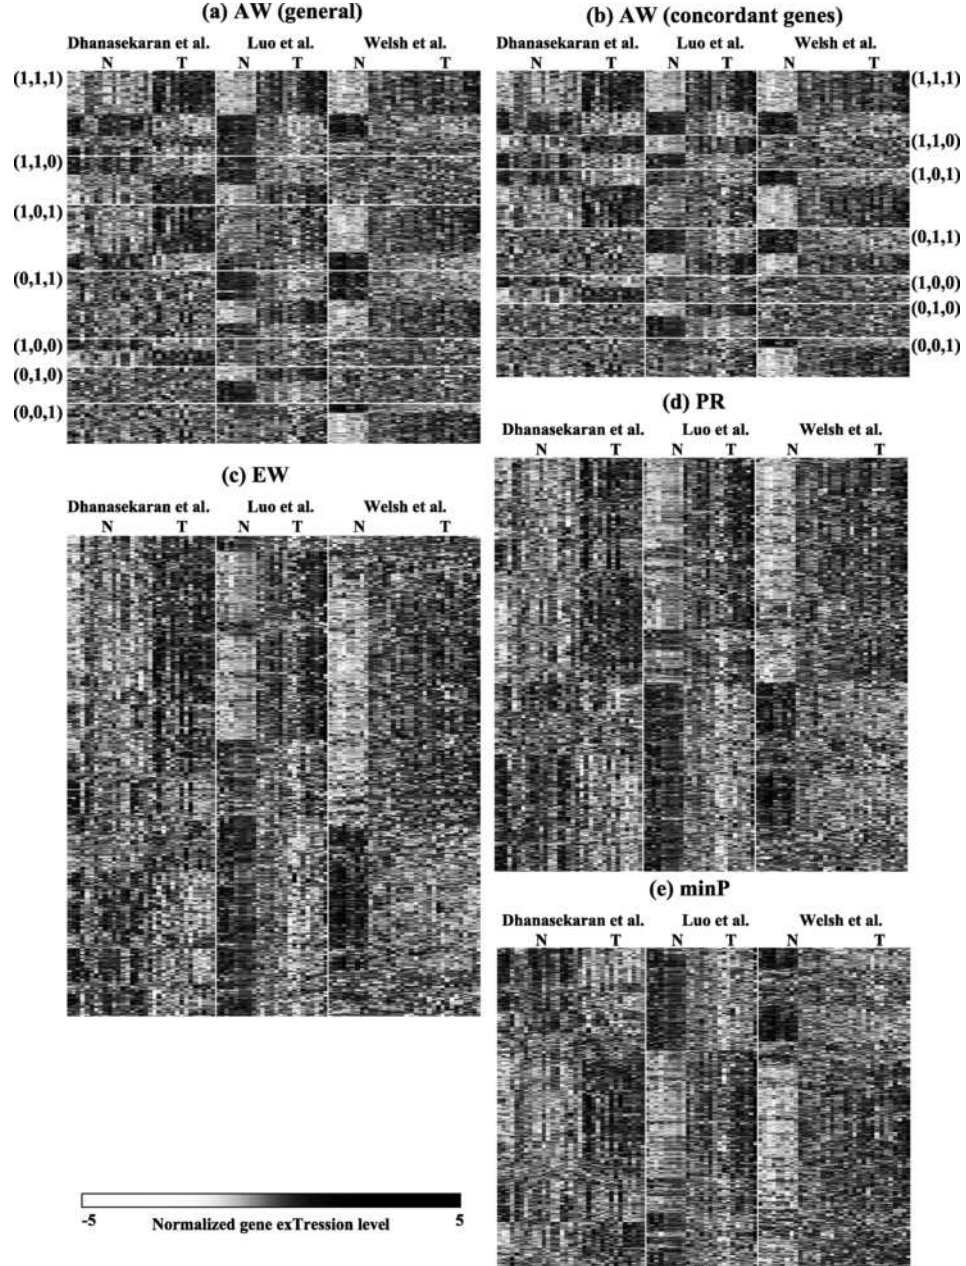 (a) AW (general)
Dhanasekaran et al. Luo et al. Welsh et al.
N T N T N T
(1,1,1)
(1,1,0)
(1,0,1)
(0,1,1)
(1,0,0)
(0,1,0)
(0,0,1)
(b) AW (concordant genes)
Dhanasekaran et al. Luo et al. Welsh et al.
N T N T N T
(1,1,1)
(1,1,0)
(1,0,1)
(0,1,1)
(1,0,0)
(0,1,0)
(0,0,1)
(c) EW
Dhanasekaran et al. Luo et al. Welsh et al.
N T N T N T
(d) PR
Dhanasekaran et al. Luo et al. Welsh et al.
N T N T N T
(e) minP
Dhanasekaran et al. Luo et al. Welsh et al.
N T N T N T
-5 5
Normalized gene exTression level